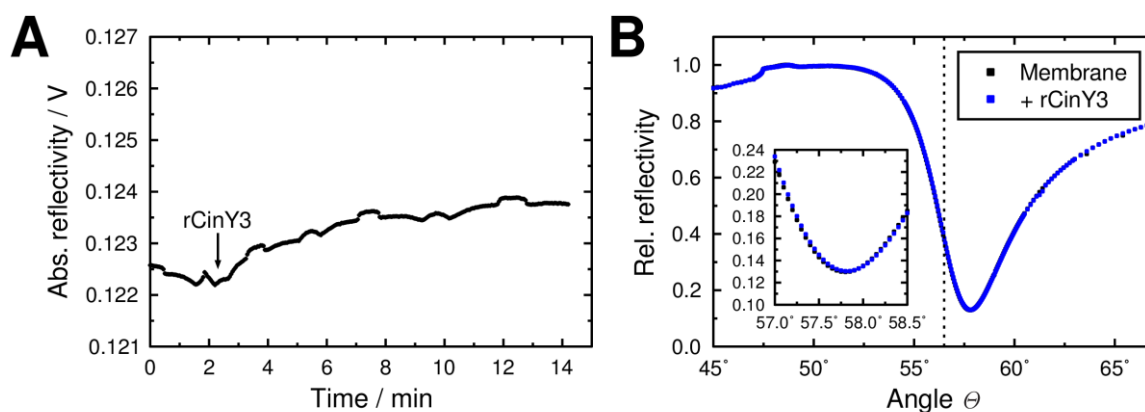 A
0.127
0.126
0.125
0.124
0.123
0.122
0.121
Abs. reflectivity / V
rCinY3
0 2 4 6 8 10 12 14
Time / min
B
1.0
0.8
0.6
0.4
0.2
0.0
Rel. reflectivity
Membrane
+ rCinY3
0.24
0.22
0.20
0.18
0.16
0.14
0.12
0.10
57.0° 57.5° 58.0° 58.5°
45° 50° 55° 60° 65°
Angle Θ